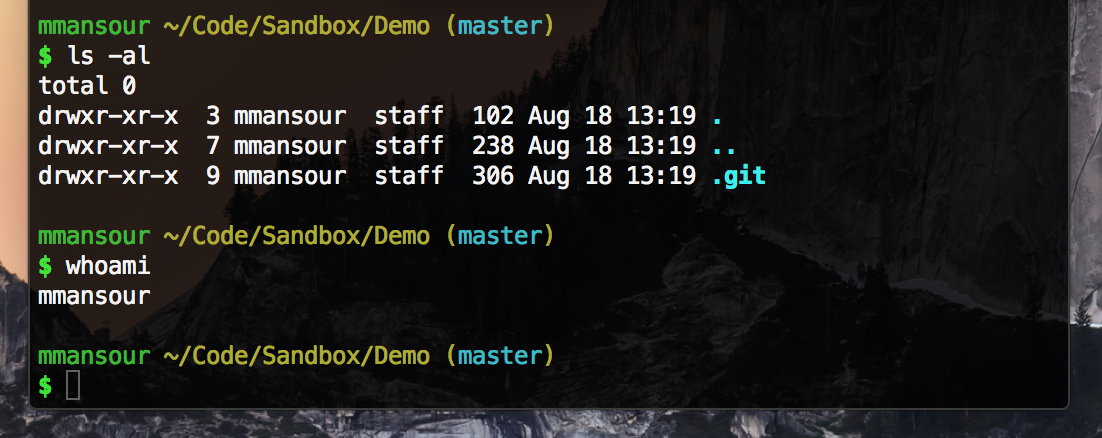 mmansour ~/Code/Sandbox/Demo (master)
$ ls -al
total 0
drwxr-xr-x  3 mmansour  staff  102 Aug 18 13:19 .
drwxr-xr-x  7 mmansour  staff  238 Aug 18 13:19 ..
drwxr-xr-x  9 mmansour  staff  306 Aug 18 13:19 .git
mmansour ~/Code/Sandbox/Demo (master)
$ whoami
mmansour
mmansour ~/Code/Sandbox/Demo (master)
$